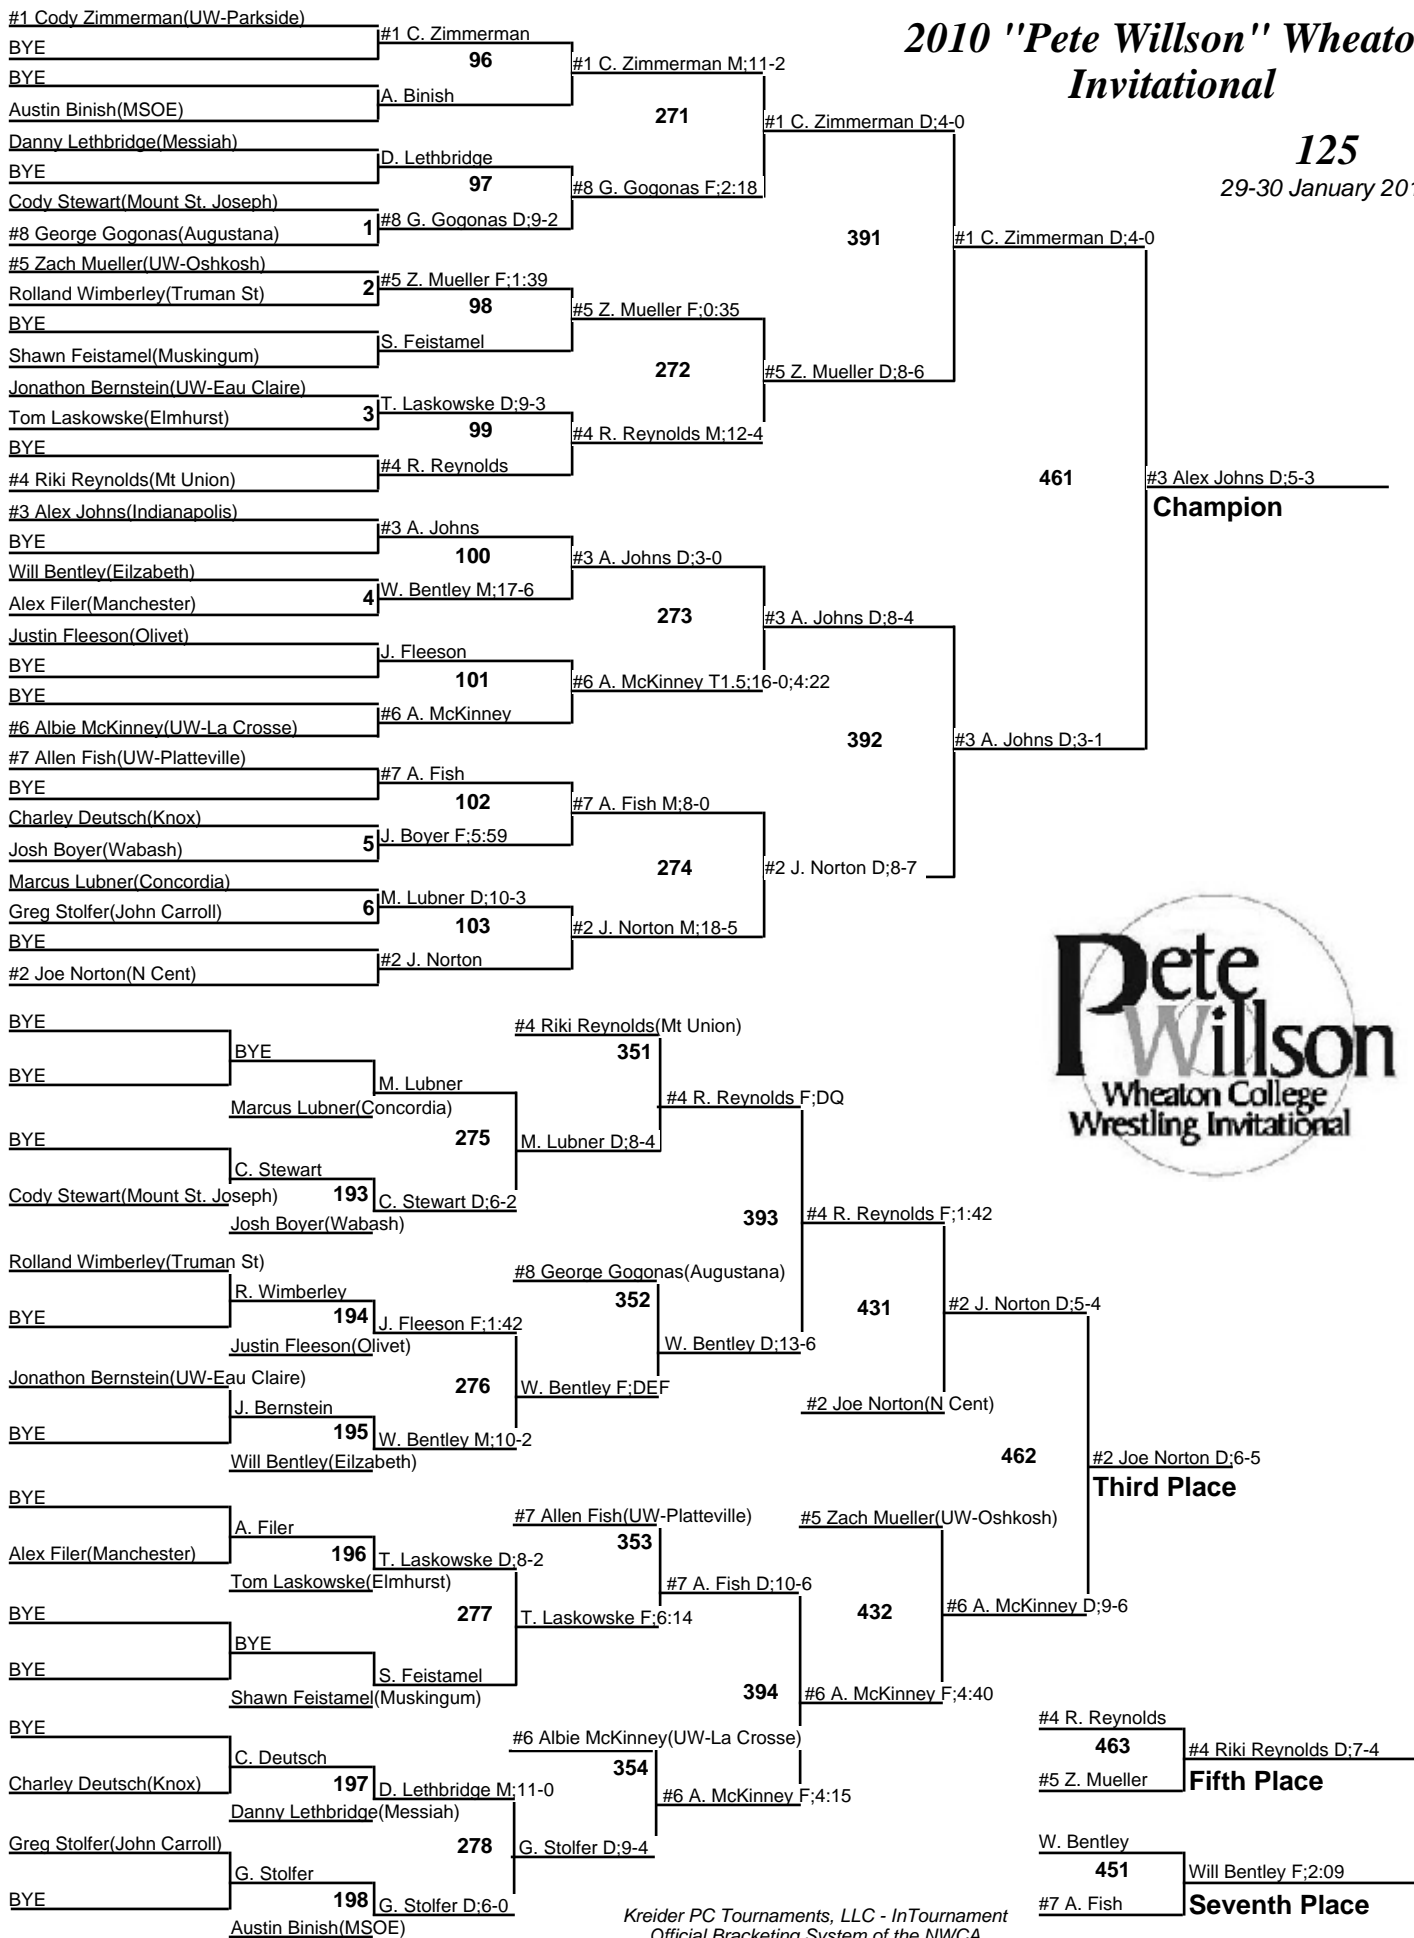 2010 "Pete Willson" Wheato
Invitational
125
29-30 January 201
#1 Cody Zimmerman(UW-Parkside)
BYE
BYE
Austin Binish(MSOE)
Danny Lethbridge(Messiah)
BYE
Cody Stewart(Mount St. Joseph)
#8 George Gogonas(Augustana)
1
#5 Zach Mueller(UW-Oshkosh)
Rolland Wimberley(Truman St)
2
BYE
Shawn Feistamel(Muskingum)
Jonathon Bernstein(UW-Eau Claire)
Tom Laskowske(Elmhurst)
3
BYE
#4 Riki Reynolds(Mt Union)
#3 Alex Johns(Indianapolis)
BYE
Will Bentley(Eilzabeth)
Alex Filer(Manchester)
4
Justin Fleeson(Olivet)
BYE
BYE
#6 Albie McKinney(UW-La Crosse)
#7 Allen Fish(UW-Platteville)
BYE
Charley Deutsch(Knox)
Josh Boyer(Wabash)
5
Marcus Lubner(Concordia)
Greg Stolfer(John Carroll)
6
BYE
#2 Joe Norton(N Cent)
#1 C. Zimmerman
96
A. Binish
D. Lethbridge
97
#8 G. Gogonas D;9-2
#5 Z. Mueller F;1:39
98
S. Feistamel
T. Laskowske D;9-3
99
#4 R. Reynolds
#3 A. Johns
100
W. Bentley M;17-6
J. Fleeson
101
#6 A. McKinney
#7 A. Fish
102
J. Boyer F;5:59
M. Lubner D;10-3
103
#2 J. Norton
#1 C. Zimmerman M;11-2
271
#8 G. Gogonas F;2:18
#5 Z. Mueller F;0:35
272
#4 R. Reynolds M;12-4
#3 A. Johns D;3-0
273
#6 A. McKinney T1.5;16-0;4:22
#7 A. Fish M;8-0
274
#2 J. Norton M;18-5
#1 C. Zimmerman D;4-0
391
#5 Z. Mueller D;8-6
#3 A. Johns D;8-4
392
#2 J. Norton D;8-7
#1 C. Zimmerman D;4-0
461
#3 A. Johns D;3-1
#3 Alex Johns D;5-3
Champion
Pete
Willson
Wheaton College
Wrestling Invitational
BYE
BYE
BYE
Cody Stewart(Mount St. Joseph)
Rolland Wimberley(Truman St)
BYE
Jonathon Bernstein(UW-Eau Claire)
BYE
BYE
Alex Filer(Manchester)
BYE
BYE
BYE
Charley Deutsch(Knox)
Greg Stolfer(John Carroll)
BYE
BYE
Marcus Lubner(Concordia)
C. Stewart
193
Josh Boyer(Wabash)
R. Wimberley
194
Justin Fleeson(Olivet)
J. Bernstein
195
Will Bentley(Eilzabeth)
A. Filer
196
Tom Laskowske(Elmhurst)
BYE
Shawn Feistamel(Muskingum)
C. Deutsch
197
Danny Lethbridge(Messiah)
G. Stolfer
198
Austin Binish(MSOE)
M. Lubner
275
C. Stewart D;6-2
J. Fleeson F;1:42
276
W. Bentley M;10-2
T. Laskowske D;8-2
277
S. Feistamel
D. Lethbridge M;11-0
278
G. Stolfer D;6-0
#4 Riki Reynolds(Mt Union)
351
M. Lubner D;8-4
#8 George Gogonas(Augustana)
352
W. Bentley F;DEF
#7 Allen Fish(UW-Platteville)
353
T. Laskowske F;6:14
#6 Albie McKinney(UW-La Crosse)
354
G. Stolfer D;9-4
#4 R. Reynolds F;DQ
393
W. Bentley D;13-6
#7 A. Fish D;10-6
394
#6 A. McKinney F;4:15
#4 R. Reynolds F;1:42
431
#2 Joe Norton(N Cent)
#5 Zach Mueller(UW-Oshkosh)
432
#6 A. McKinney F;4:40
#2 J. Norton D;5-4
462
#6 A. McKinney D;9-6
#2 Joe Norton D;6-5
Third Place
#4 R. Reynolds
463
#5 Z. Mueller
#4 Riki Reynolds D;7-4
Fifth Place
W. Bentley
451
#7 A. Fish
Will Bentley F;2:09
Seventh Place
Kreider PC Tournaments, LLC - InTournament
Official Bracketing System of the NWCA